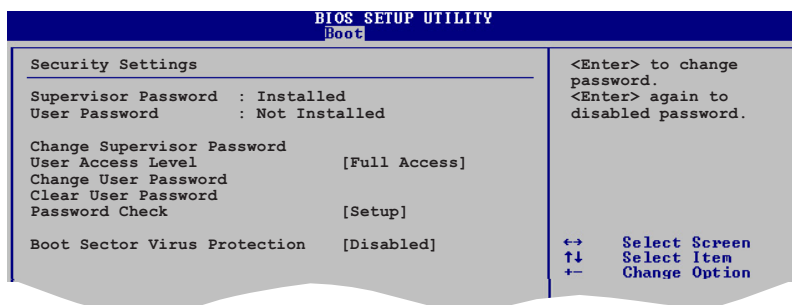 BIOS SETUP UTILITY
Boot
Security Settings
Supervisor Password : Installed
User Password : Not Installed
Change Supervisor Password
User Access Level [Full Access]
Change User Password
Clear User Password
Password Check [Setup]
Boot Sector Virus Protection [Disabled]
<Enter> to change
password.
<Enter> again to
disabled password.
←→ Select Screen
↑↓ Select Item
+- Change Option